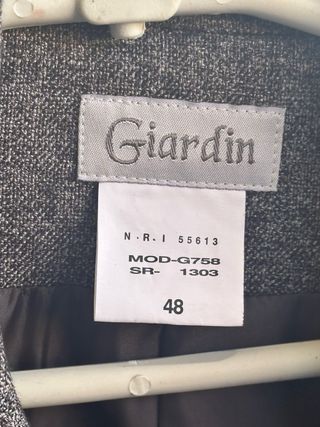 Giardin
N.R.I 55613
MOD-G758
SR- 1303
48